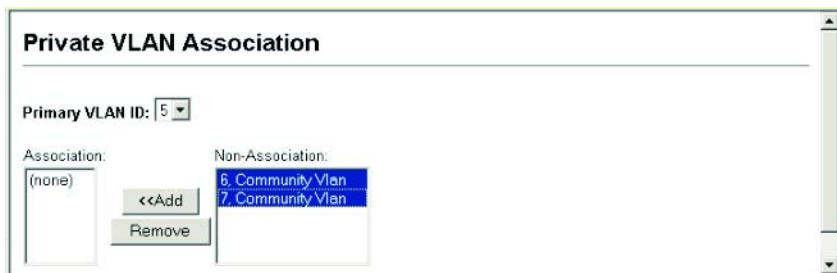 Private VLAN Association
Primary VLAN ID: 5
Association:
Non-Association:
(none)
6, Community Vlan
7, Community Vlan
<<Add
Remove